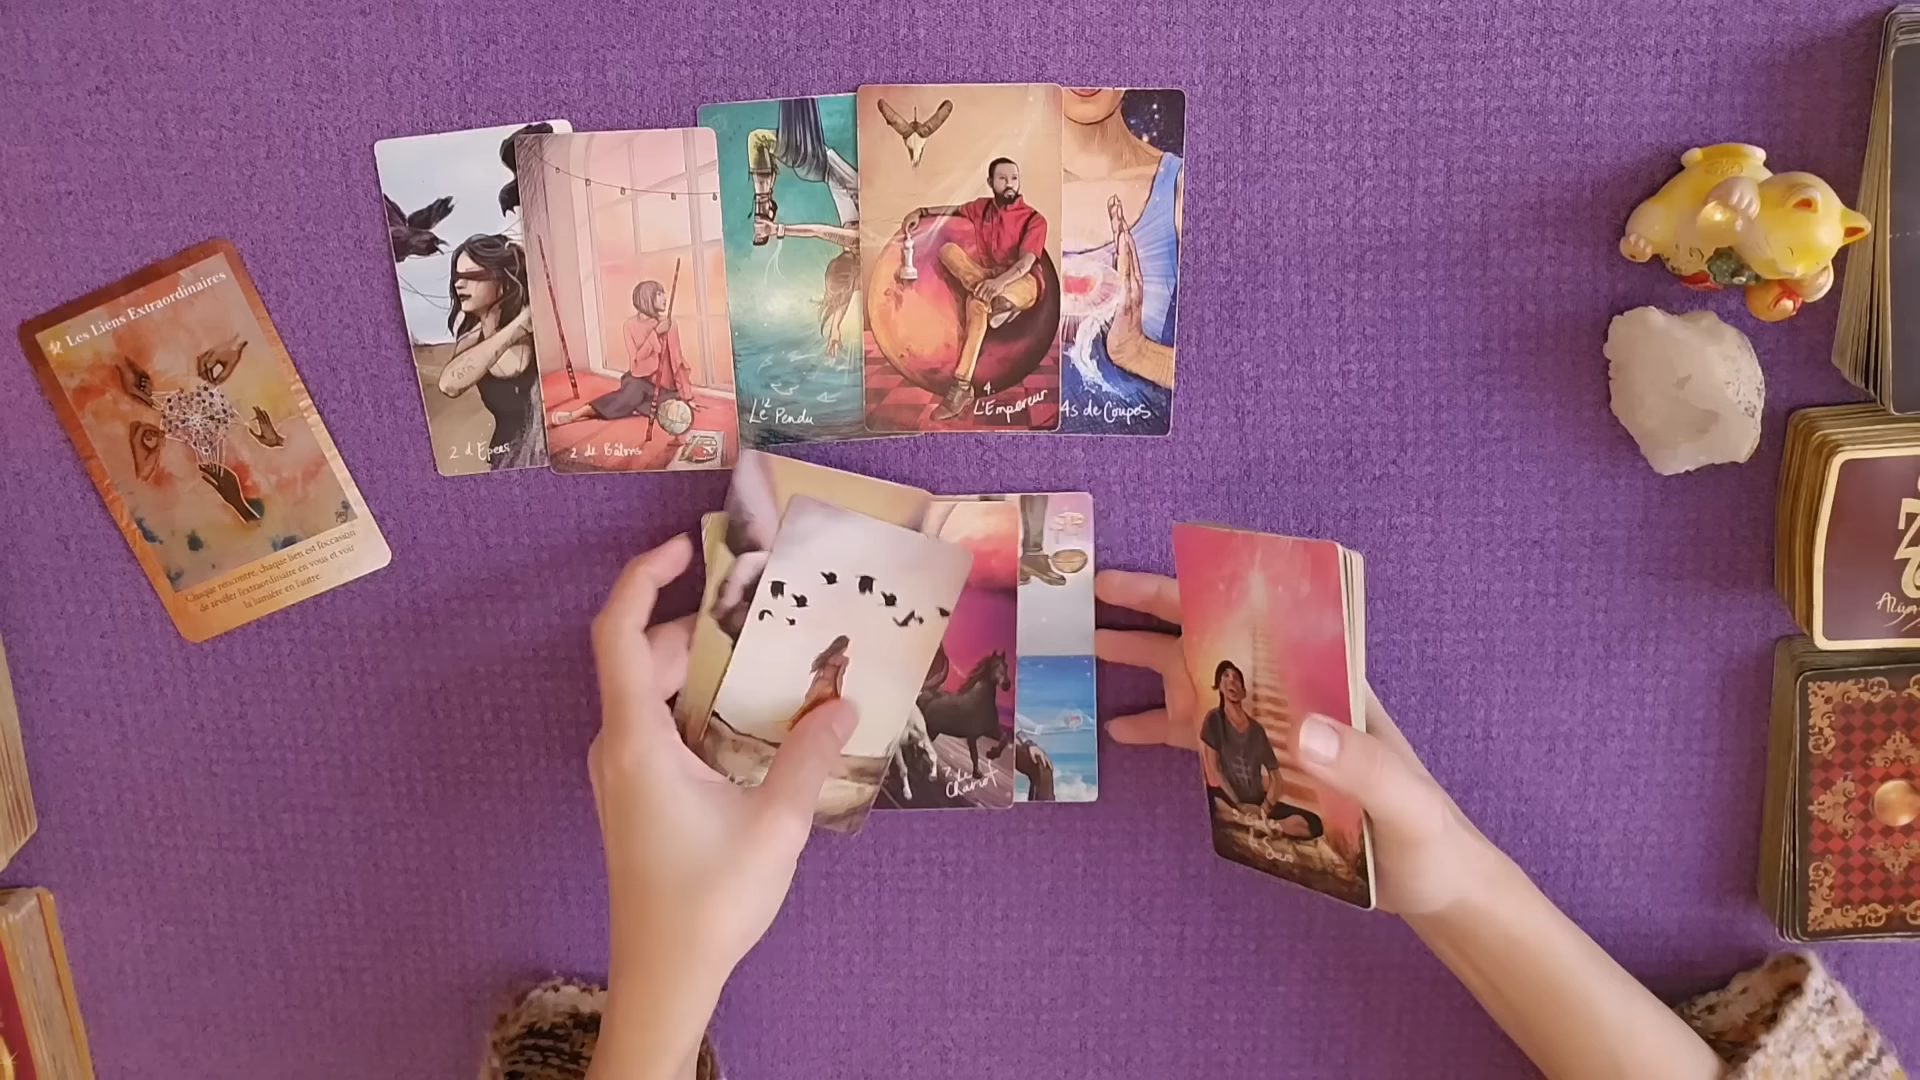 Les Liens Extraordinaires
Chaque rencontre, chaque lien est l'occasion
de révéler l'extraordinaire en vous et voir
la lumière en l'autre.
2 d'Epees
2 de Bâtons
12
Le Pendu
4.
L'Empereur
As de Coupes
7. Le
Chariot